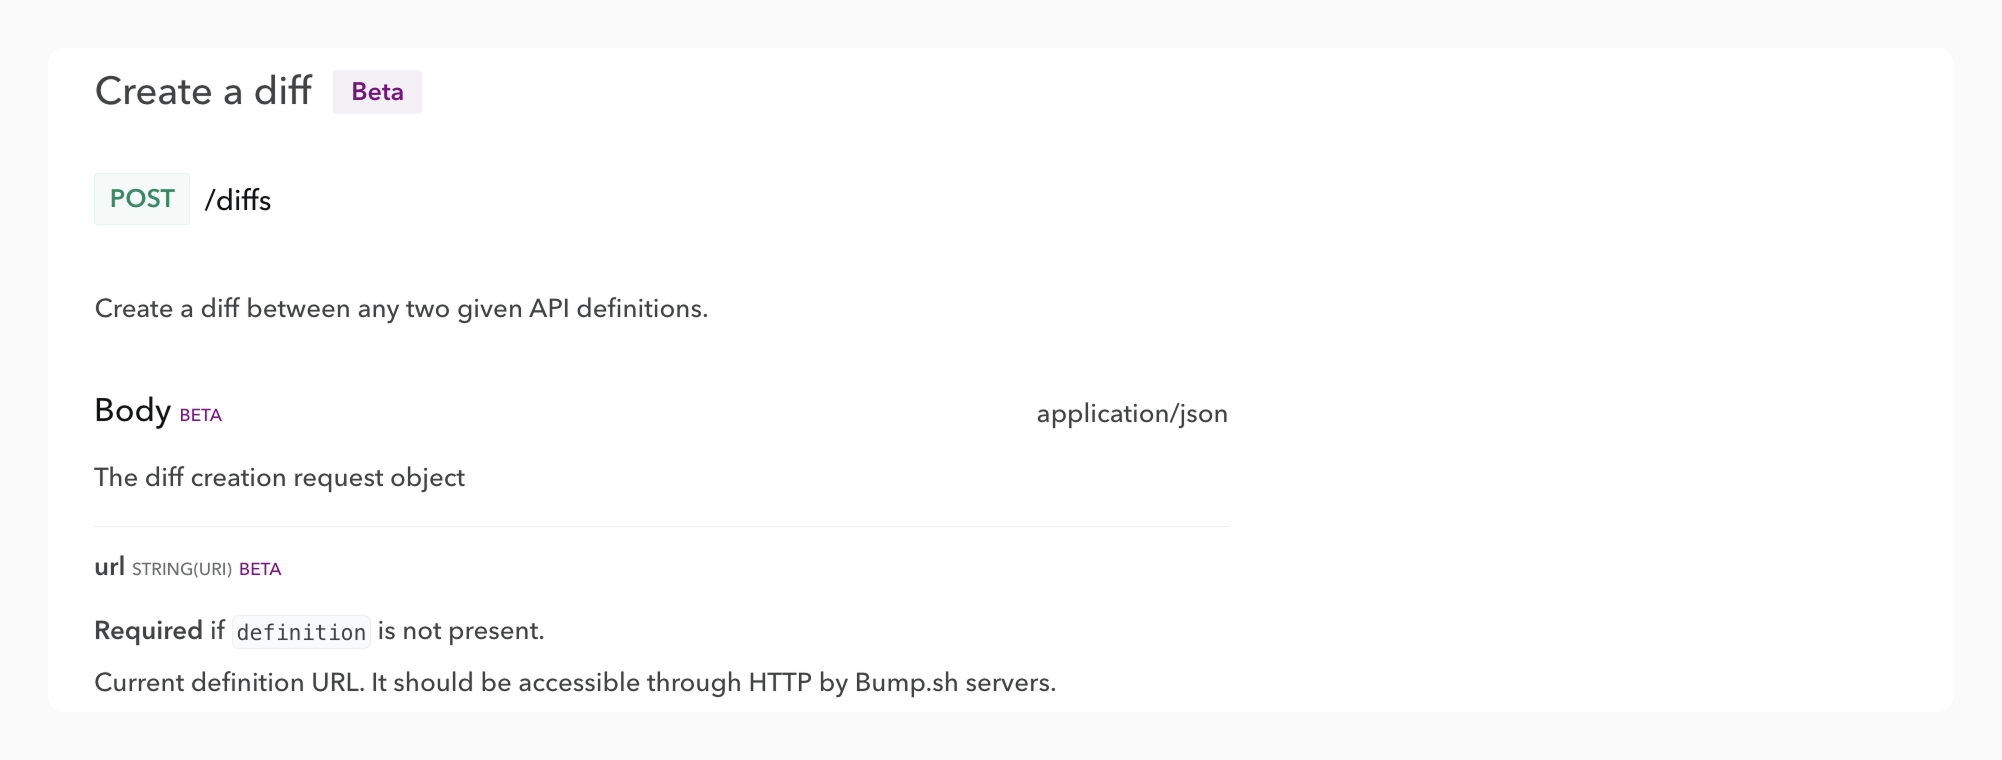 Create a diff Beta
POST /diffs
Create a diff between any two given API definitions.
Body BETA application/json
The diff creation request object
url STRING(URI) BETA
Required if definition is not present.
Current definition URL. It should be accessible through HTTP by Bump.sh servers.